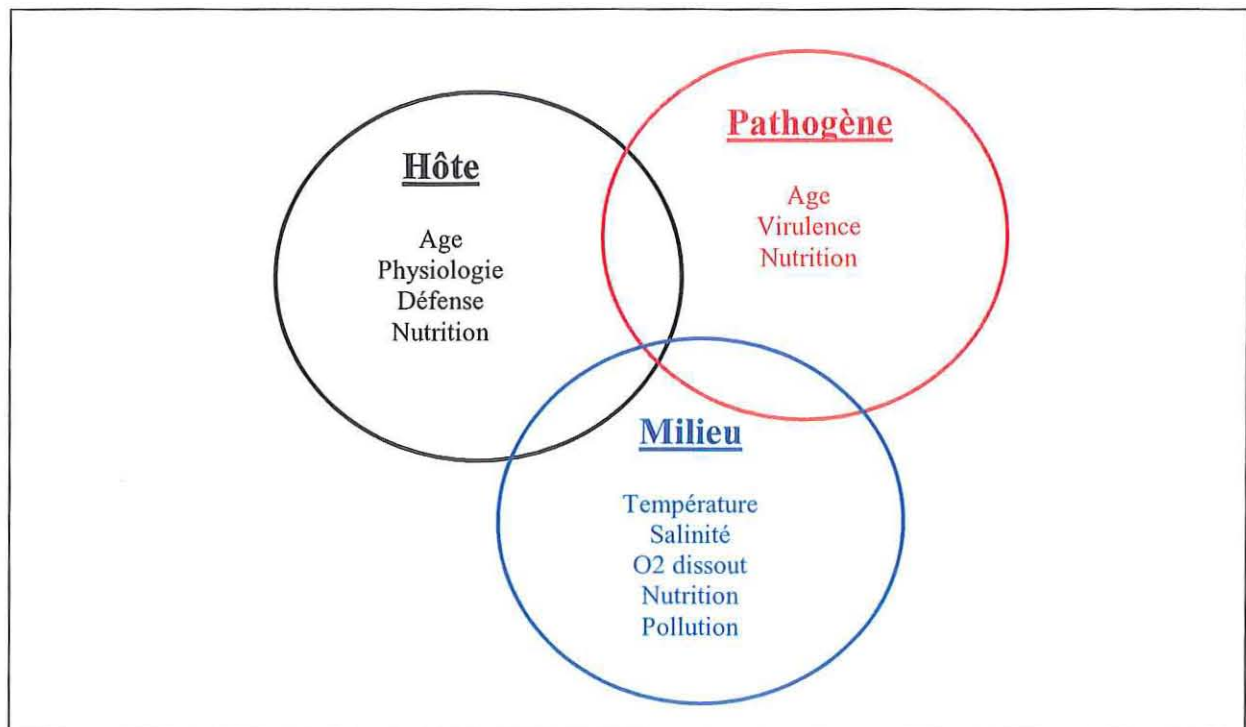 Hôte
Age
Physiologie
Défense
Nutrition
Pathogène
Age
Virulence
Nutrition
Milieu
Température
Salinité
O2 dissout
Nutrition
Pollution